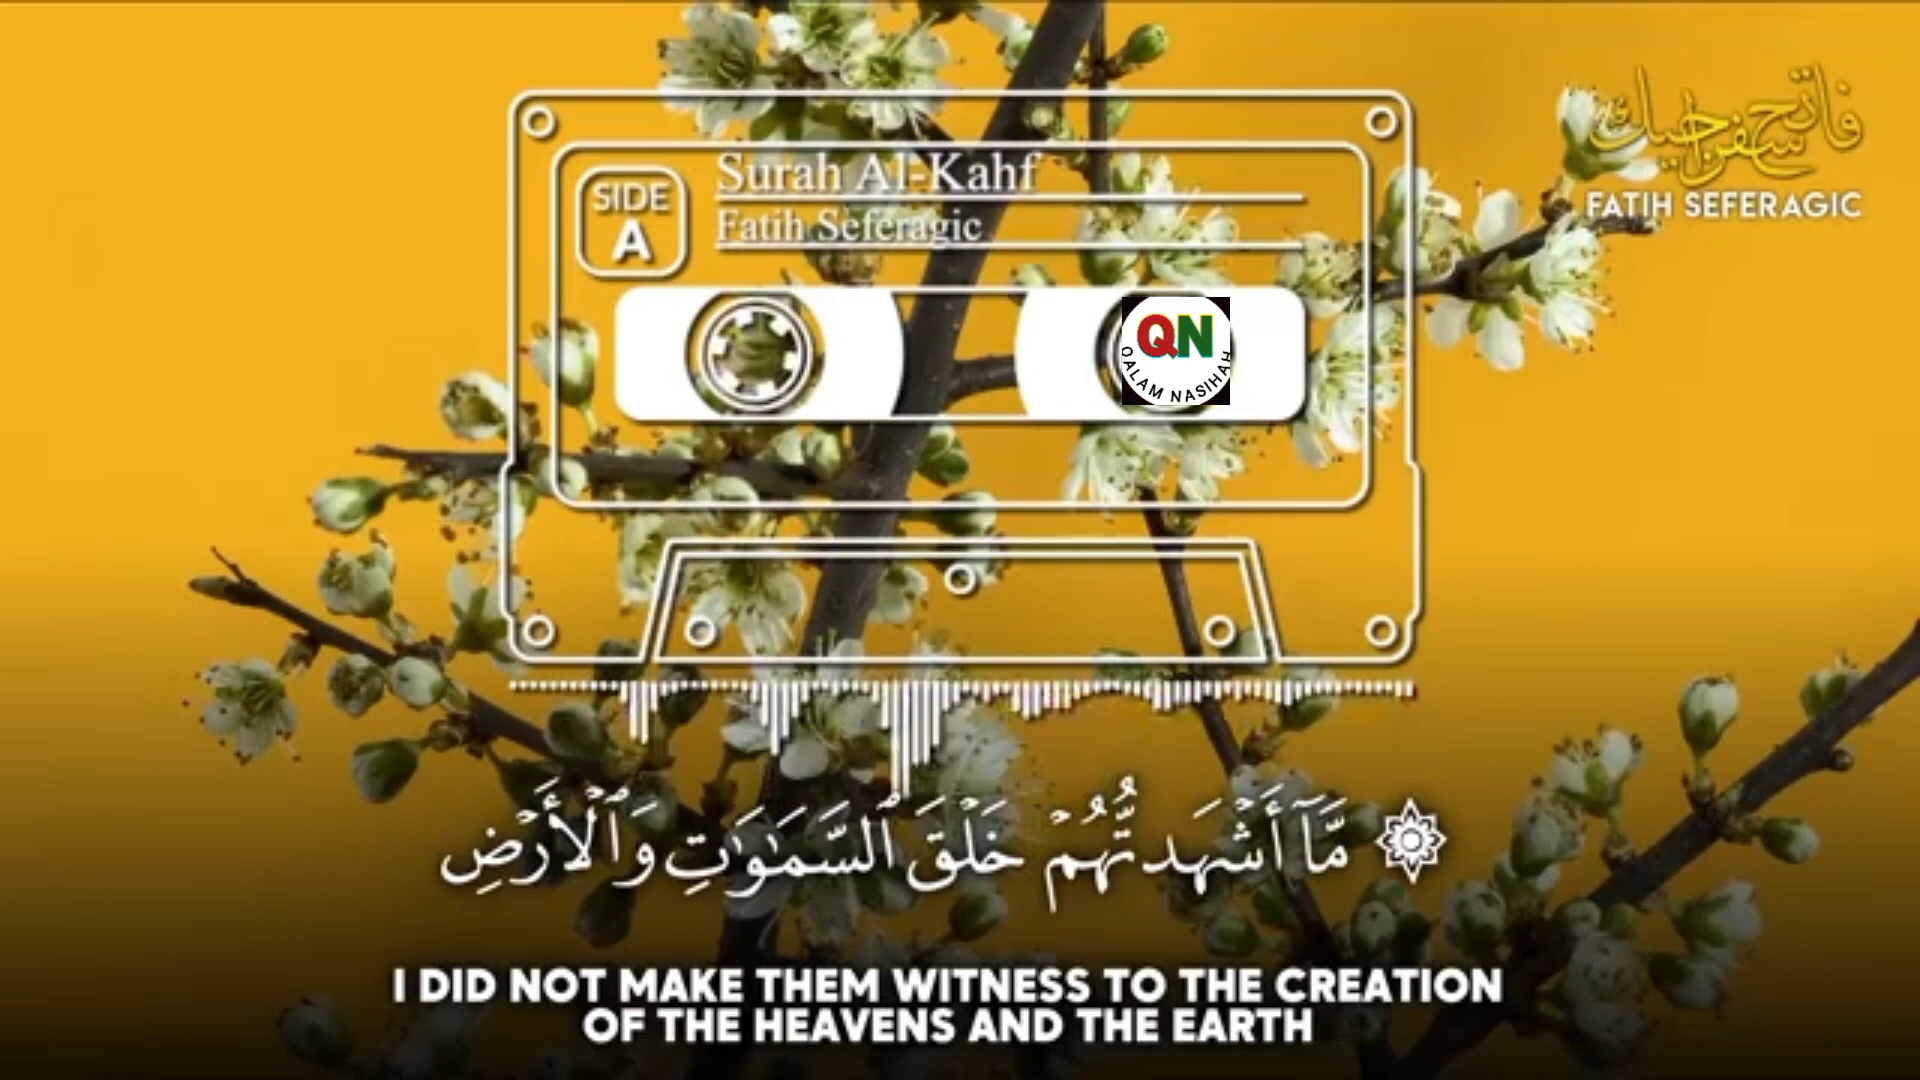 فاتح سفراجيك
FATIH SEFERAGIC
SIDE
A
Surah Al-Kahf
Fatih Seferagic
QN
QALAM NASIHAH
۞ مَّآ أَشْهَدتُّهُمْ خَلْقَ ٱلسَّمَـٰوَٰتِ وَٱلْأَرْضِ
I DID NOT MAKE THEM WITNESS TO THE CREATION
OF THE HEAVENS AND THE EARTH